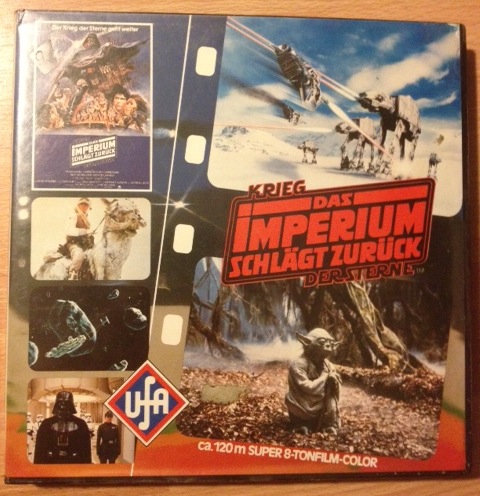 Der Krieg der Sterne geht weiter
DAS
IMPERIUM
SCHLÄGT ZURÜCK
KRIEG
DAS
IMPERIUM
SCHLÄGT ZURÜCK
DER STERNE™
UFA
ca. 120 m SUPER 8-TONFILM-COLOR